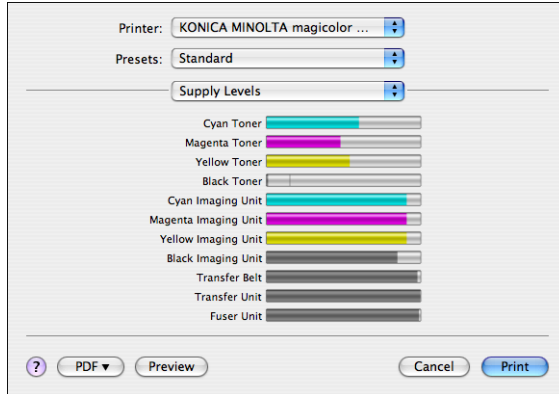 Printer: KONICA MINOLTA magicolor ...
Presets: Standard
Supply Levels
Cyan Toner
Magenta Toner
Yellow Toner
Black Toner
Cyan Imaging Unit
Magenta Imaging Unit
Yellow Imaging Unit
Black Imaging Unit
Transfer Belt
Transfer Unit
Fuser Unit
? PDF ▼ Preview Cancel Print